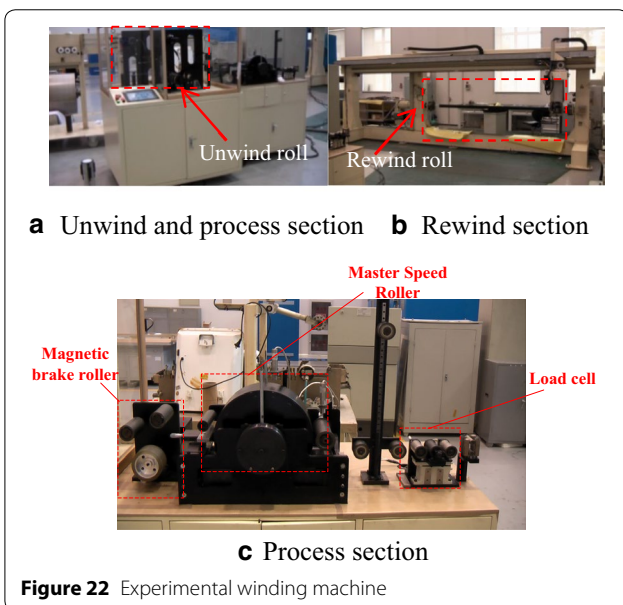 Unwind roll
Rewind roll
a Unwind and process section b Rewind section
Master Speed
Roller
Magnetic
brake roller
Load cell
c Process section
Figure 22 Experimental winding machine